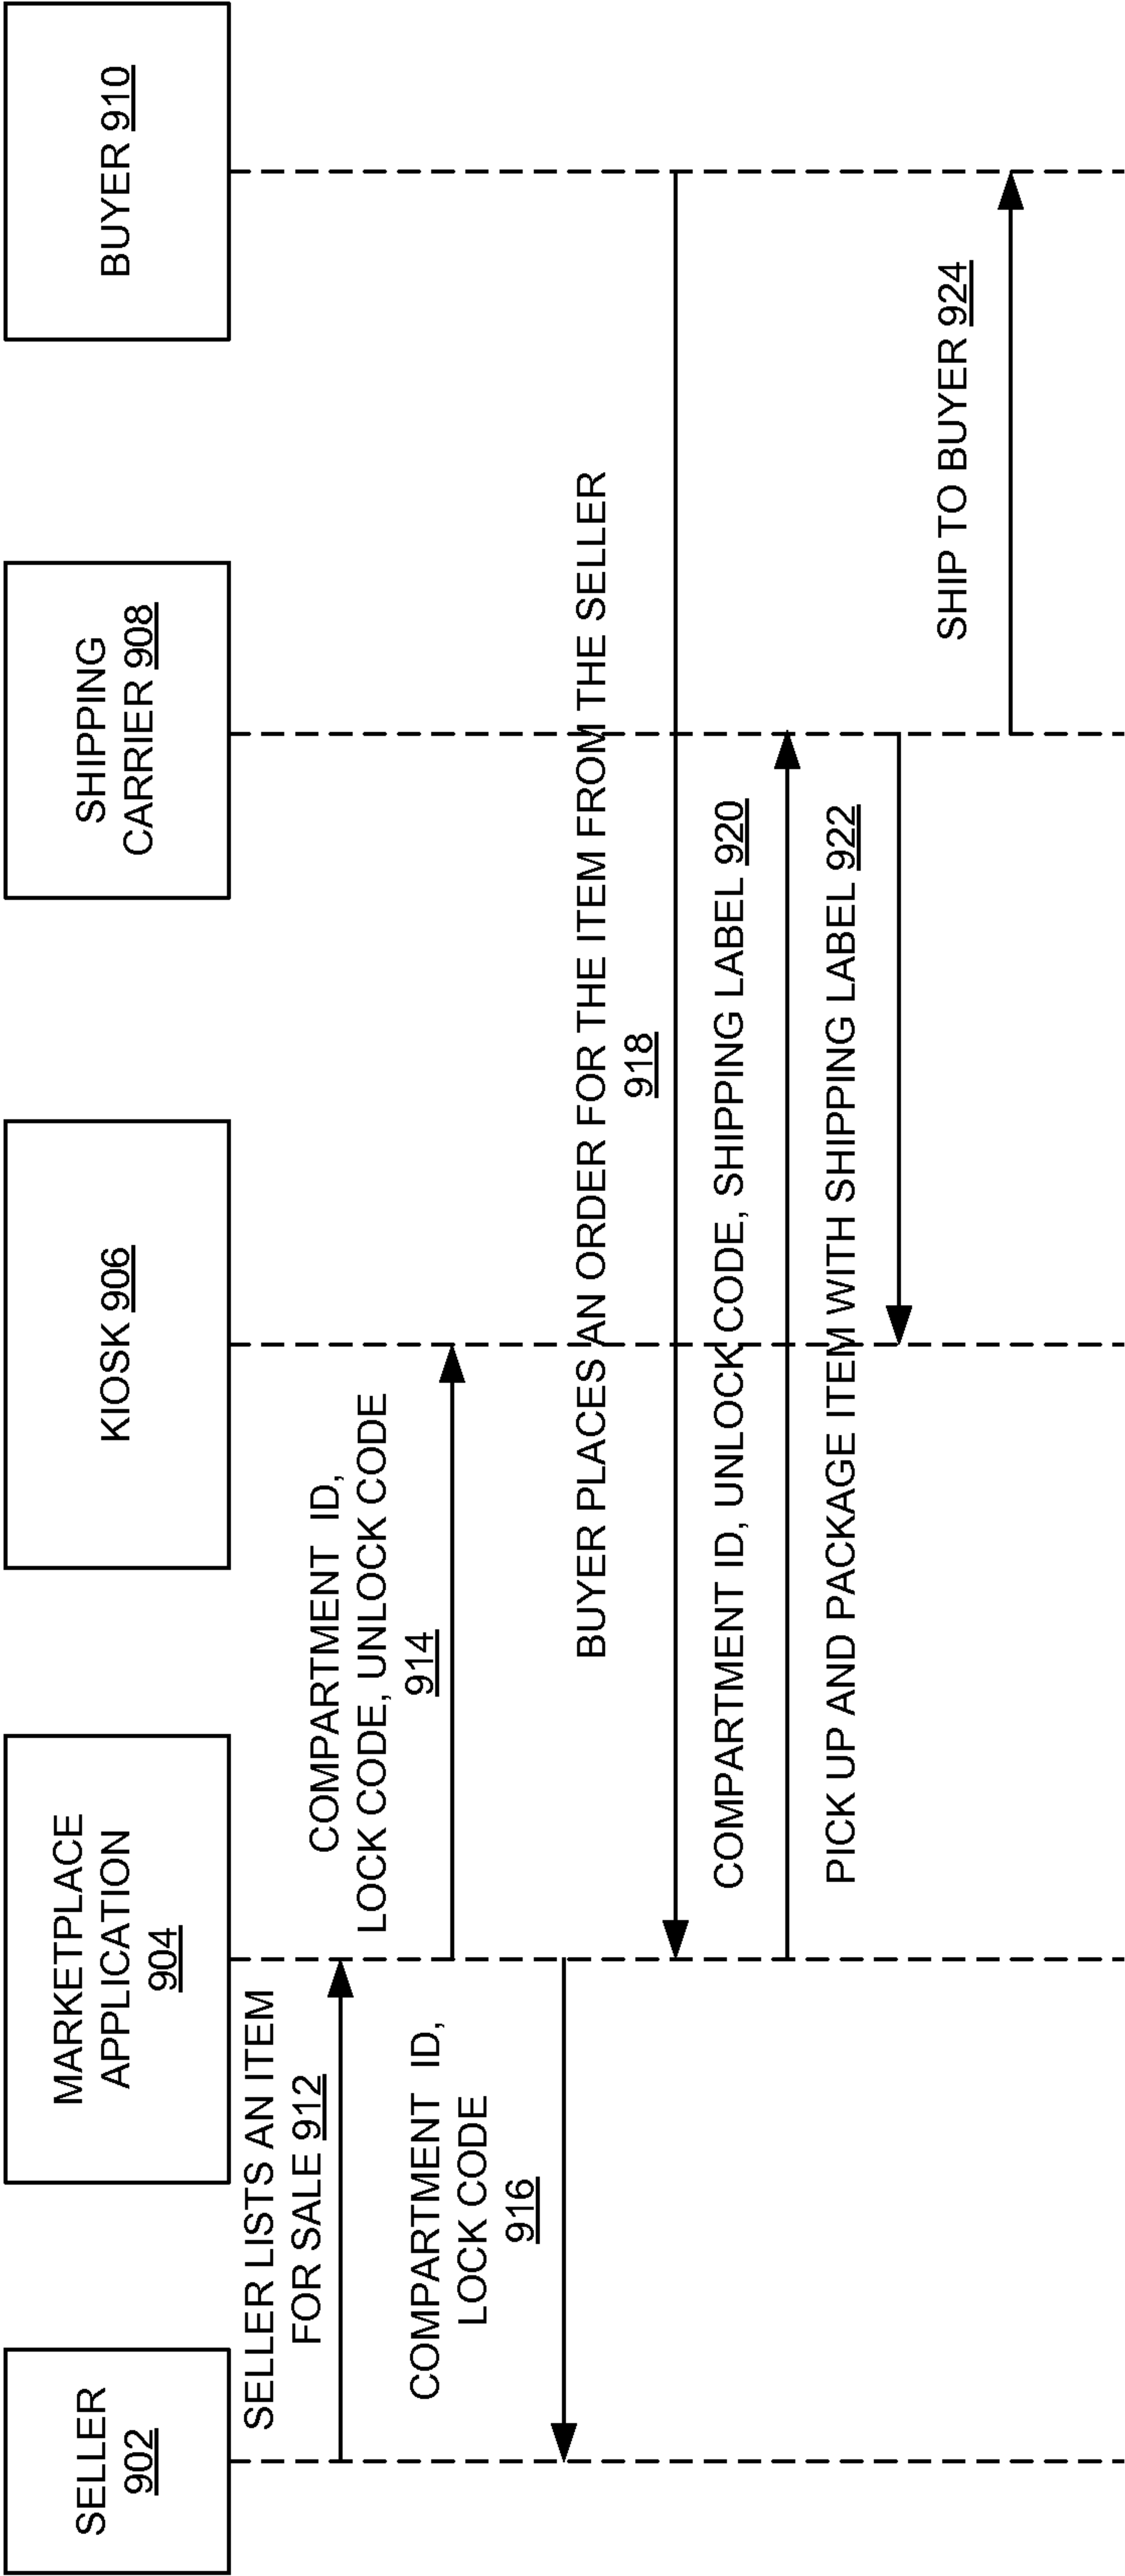 SELLER
902
MARKETPLACE
APPLICATION
904
KIOSK 906
SHIPPING
CARRIER 908
BUYER 910
SELLER LISTS AN ITEM
FOR SALE 912
COMPARTMENT ID,
LOCK CODE, UNLOCK CODE
914
COMPARTMENT ID,
LOCK CODE
916
BUYER PLACES AN ORDER FOR THE ITEM FROM THE SELLER
918
COMPARTMENT ID, UNLOCK CODE, SHIPPING LABEL 920
PICK UP AND PACKAGE ITEM WITH SHIPPING LABEL 922
SHIP TO BUYER 924